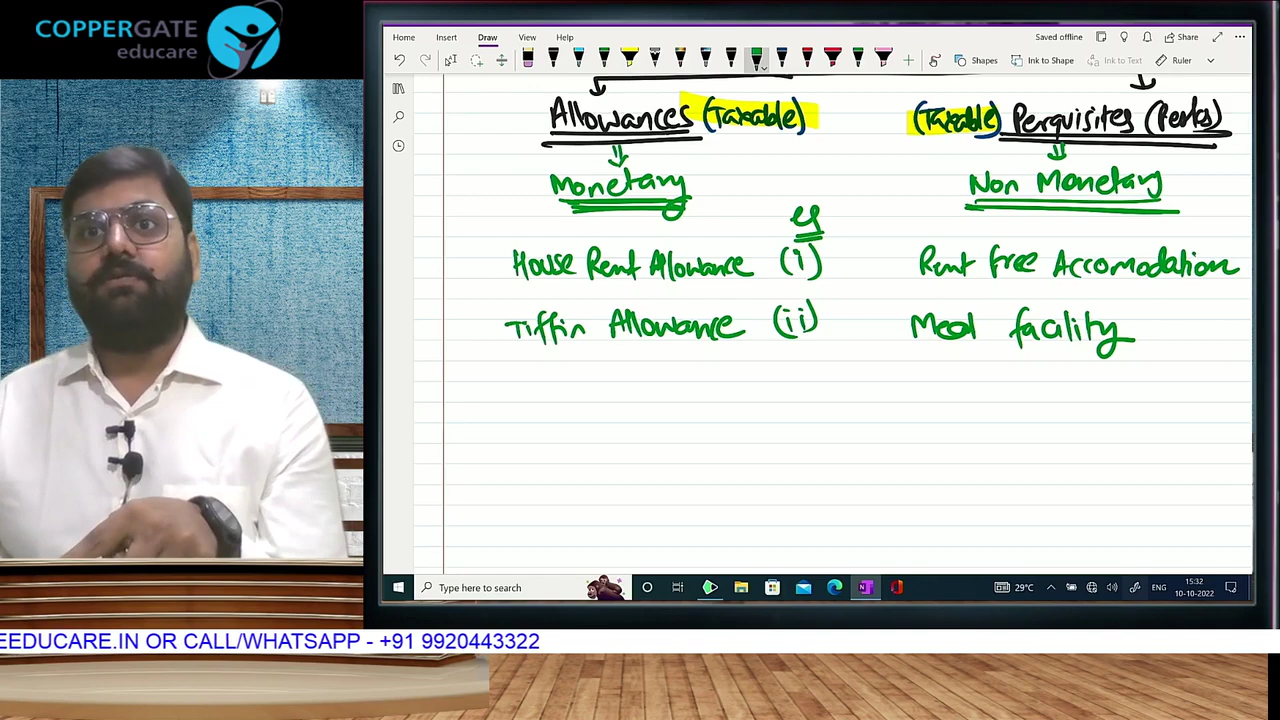 COPPERGATE
educare
Home Insert Draw View Help
Saved offline
Share
Shapes
Ink to Shape
Ink to Text
Ruler
Allowances (Taxable)
(Taxable) Perquisites (Perks)
Monetary
Non Monetary
eg
House Rent Allowance (i) Rent free Accomodation
Tiffin Allowance (ii) Meal facility
Type here to search
29°C
ENG
15:32
10-10-2022
EEDUCARE.IN OR CALL/WHATSAPP - +91 9920443322